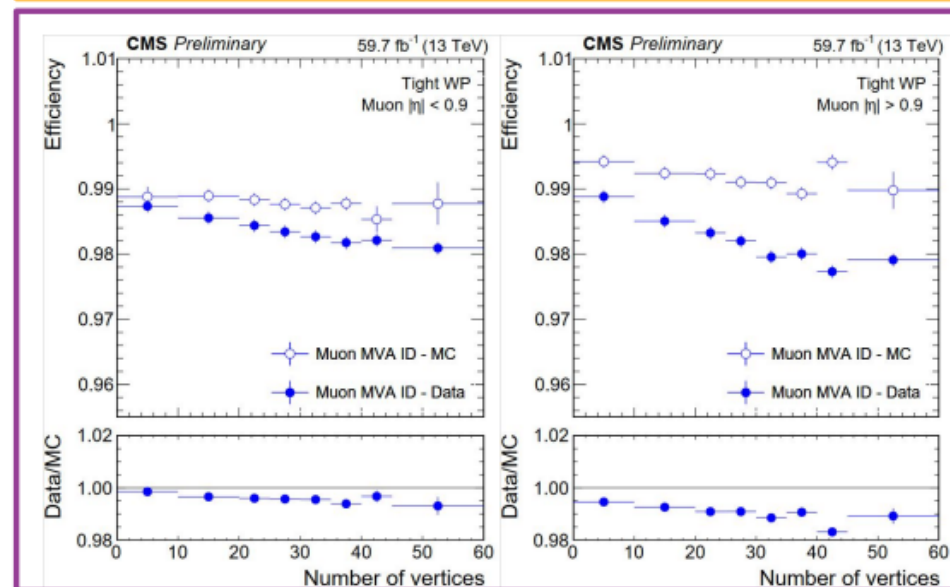 CMS Preliminary 59.7 fb⁻¹ (13 TeV)
Efficiency
1.01
1
0.99
0.98
0.97
0.96
Tight WP
Muon |η| < 0.9
Muon MVA ID - MC
Muon MVA ID - Data
Data/MC
1.02
1.00
0.98
0 10 20 30 40 50 60
Number of vertices
CMS Preliminary 59.7 fb⁻¹ (13 TeV)
Efficiency
1.01
1
0.99
0.98
0.97
0.96
Tight WP
Muon |η| > 0.9
Muon MVA ID - MC
Muon MVA ID - Data
Data/MC
1.02
1.00
0.98
0 10 20 30 40 50 60
Number of vertices